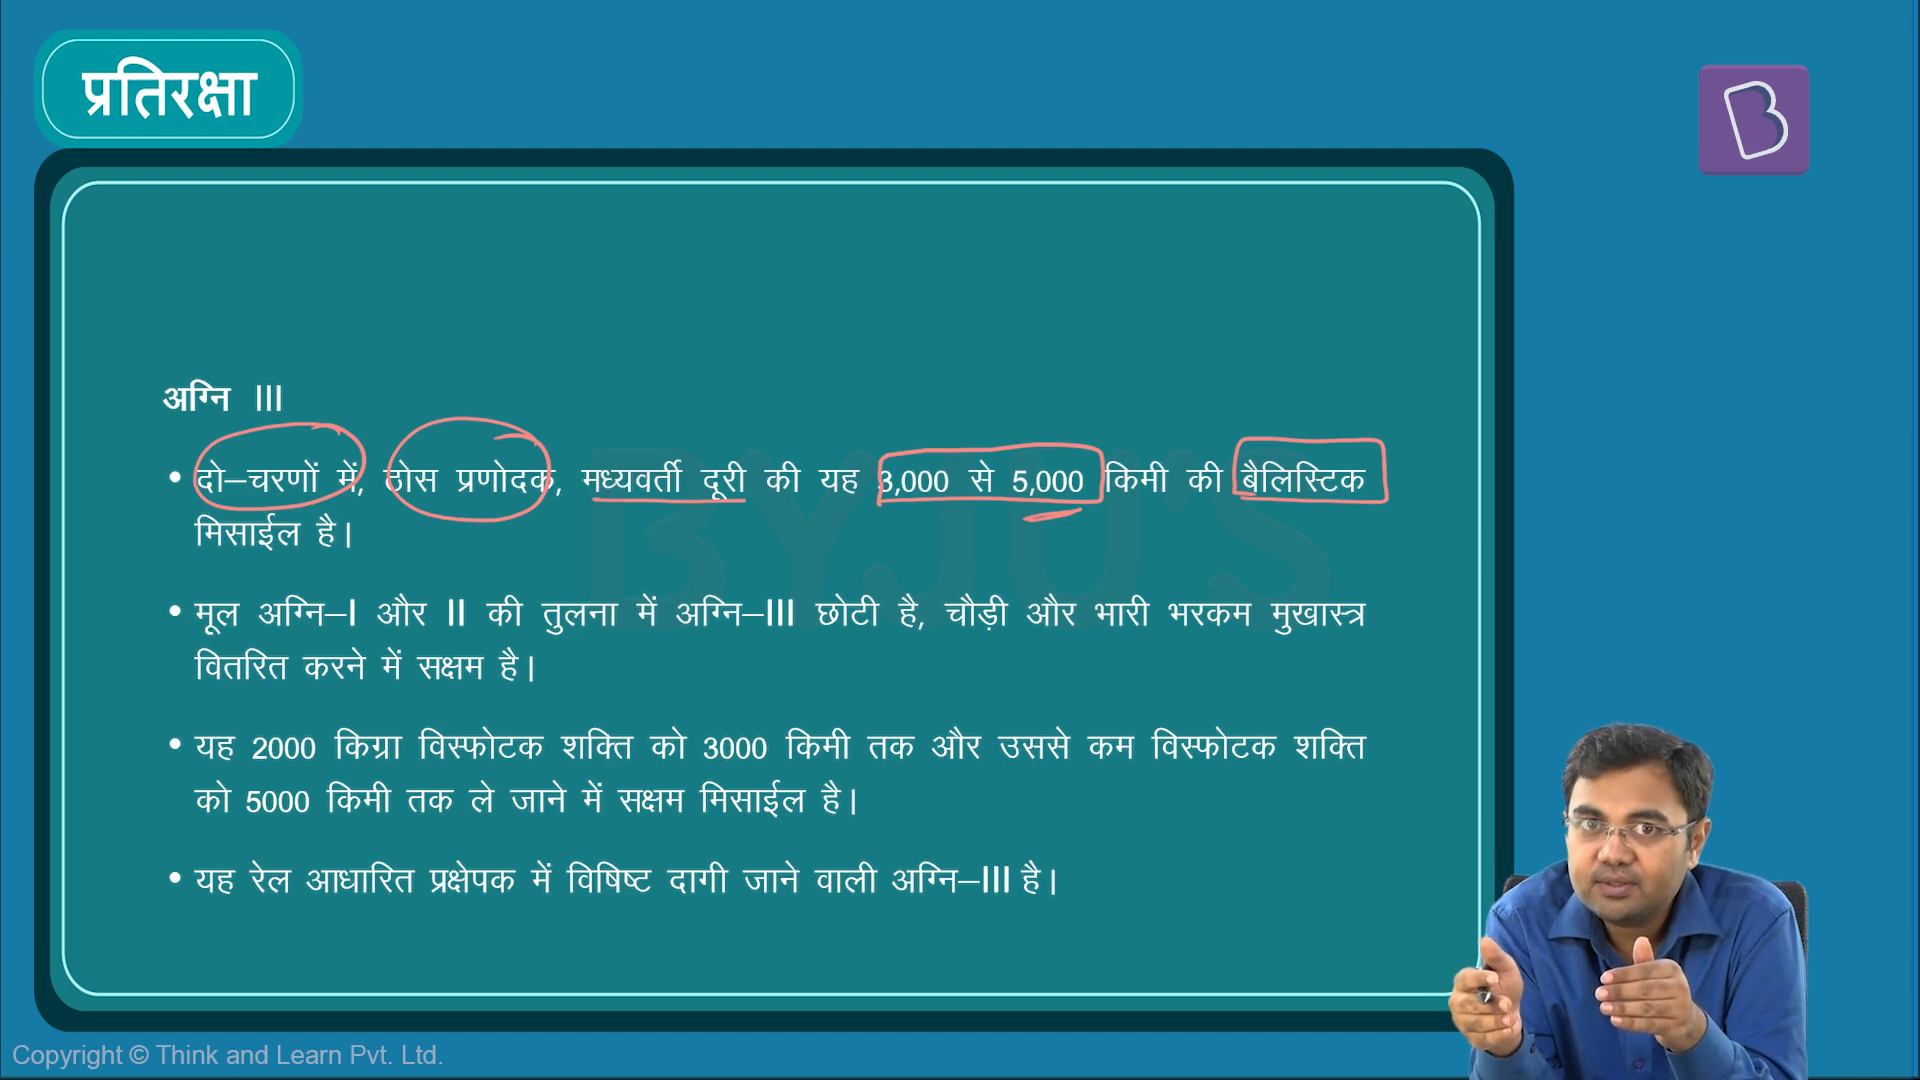 प्रतिरक्षा
B
अग्नि III
• दो–चरणों में, ठोस प्रणोदक, मध्यवर्ती दूरी की यह 3,000 से 5,000 किमी की बैलिस्टिक
मिसाईल है।
• मूल अग्नि–I और II की तुलना में अग्नि–III छोटी है, चौड़ी और भारी भरकम मुखास्त्र
वितरित करने में सक्षम है।
• यह 2000 किग्रा विस्फोटक शक्ति को 3000 किमी तक और उससे कम विस्फोटक शक्ति
को 5000 किमी तक ले जाने में सक्षम मिसाईल है।
• यह रेल आधारित प्रक्षेपक में विषिष्ट दागी जाने वाली अग्नि–III है।
BYJU'S
Copyright © Think and Learn Pvt. Ltd.